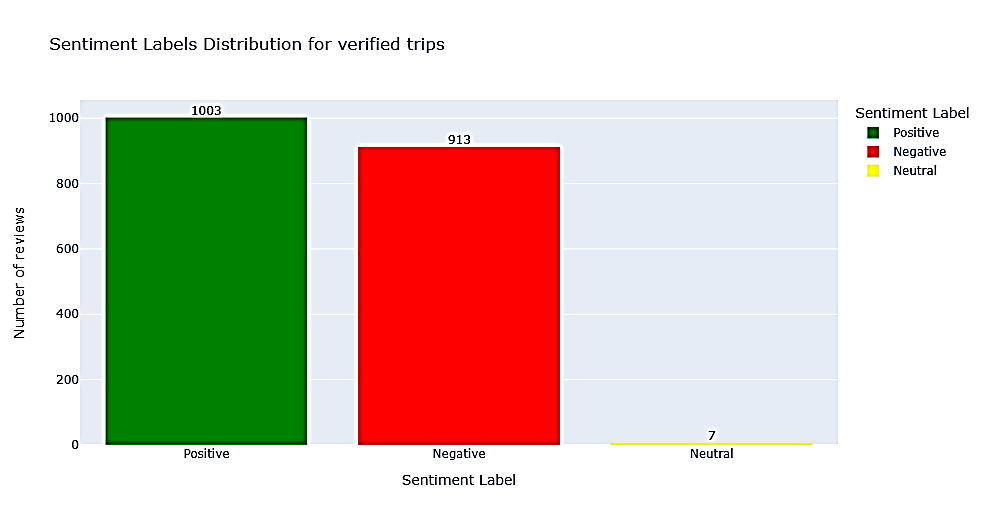 Sentiment Labels Distribution for verified trips
1003
913
7
1000
800
600
400
200
0
Number of reviews
Positive
Negative
Neutral
Sentiment Label
Sentiment Label
Positive
Negative
Neutral